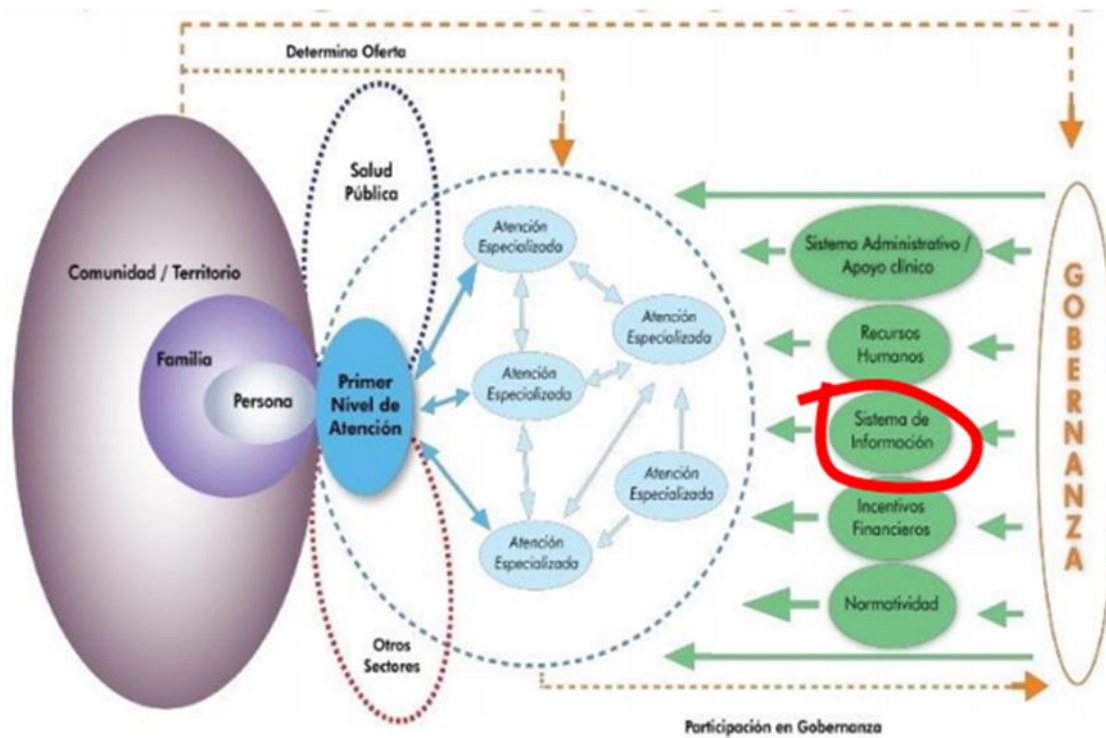 Determina Oferta
Salud
Pública
Comunidad / Territorio
Familia
Persona
Primer
Nivel de
Atención
Otros
Sectores
Atención
Especializada
Atención
Especializada
Atención
Especializada
Atención
Especializada
Atención
Especializada
Sistema Administrativo /
Apoyo clínico
Recursos
Humanos
Sistema de
Información
Incentivos
Financieros
Normatividad
GOBERNANZA
Participación en Gobernanza